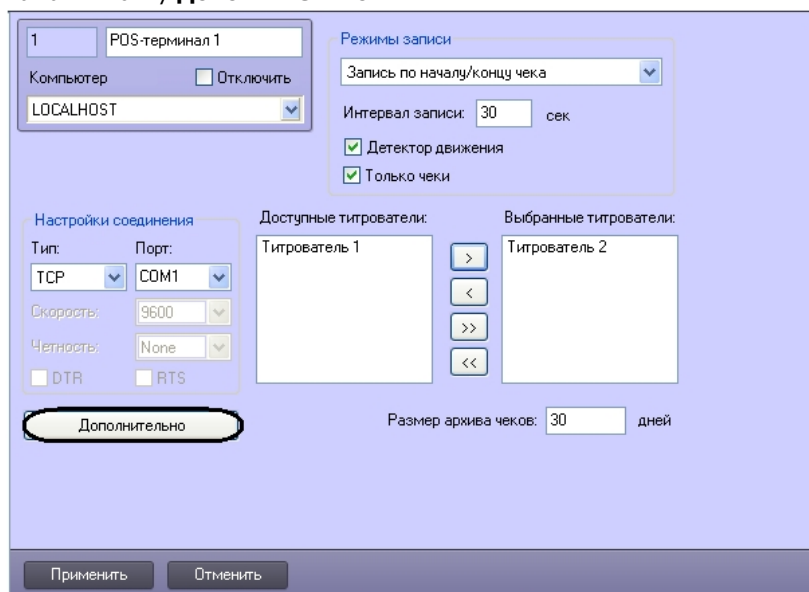 1
POS-терминал 1
Компьютер
Отключить
LOCALHOST
Режимы записи
Запись по началу/концу чека
Интервал записи: 30 сек
Детектор движения
Только чеки
Настройки соединения
Тип: Порт:
TCP COM1
Скорость: 9600
Четность: None
DTR RTS
Доступные титрователи:
Титрователь 1
>
<
>>
<<
Выбранные титрователи:
Титрователь 2
Дополнительно
Размер архива чеков: 30 дней
Применить Отменить